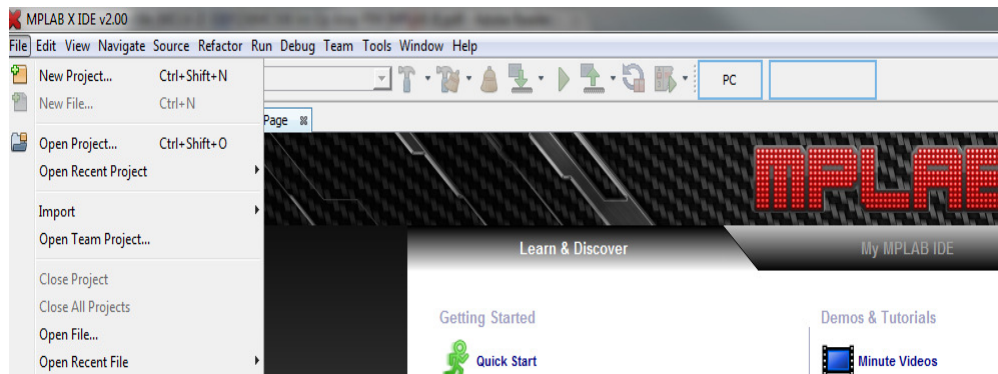 MPLAB X IDE v2.00
File Edit View Navigate Source Refactor Run Debug Team Tools Window Help
New Project... Ctrl+Shift+N
New File... Ctrl+N
Open Project... Ctrl+Shift+O
Open Recent Project
Import
Open Team Project...
Close Project
Close All Projects
Open File...
Open Recent File
PC
Page
MPLAB
Learn & Discover
My MPLAB IDE
Getting Started
Demos & Tutorials
Quick Start
Minute Videos